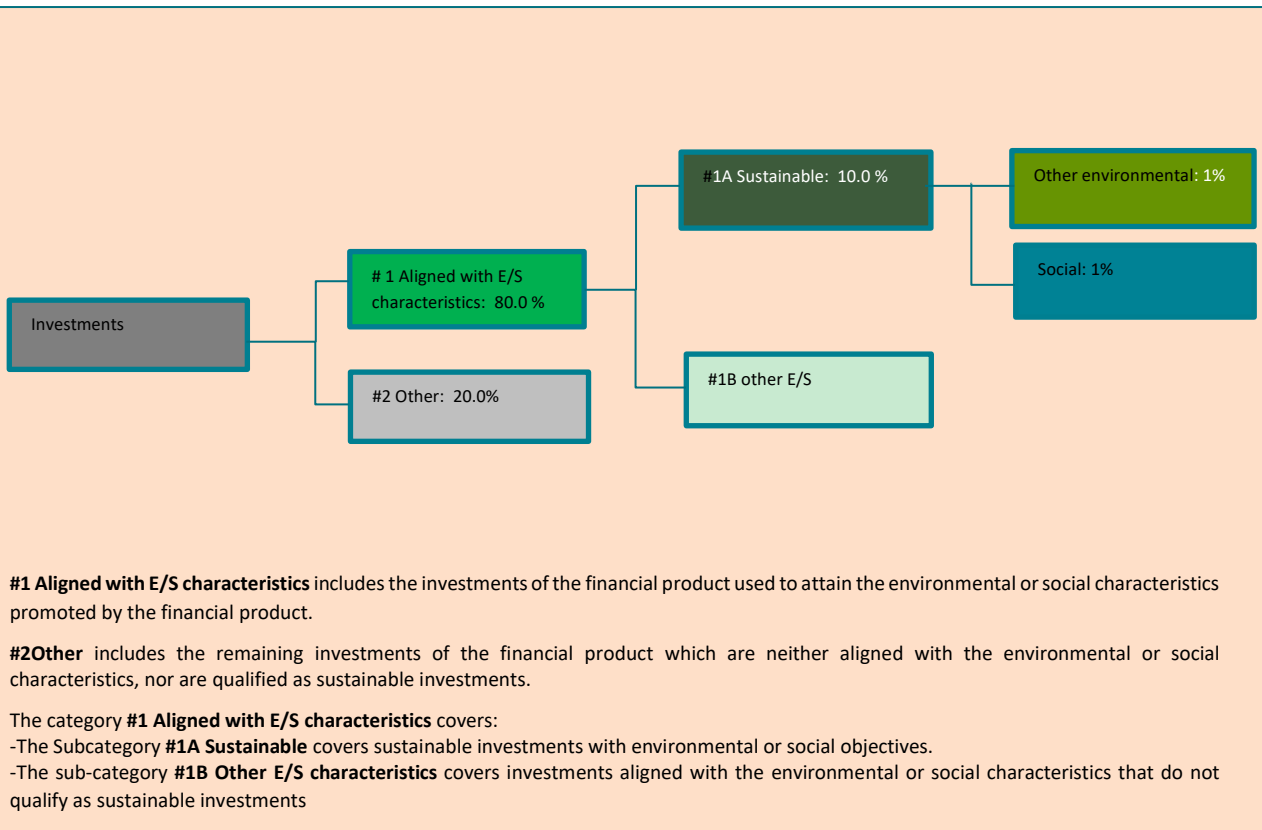 Investments
# 1 Aligned with E/S
characteristics:  80.0 %
#2 Other:  20.0%
#1A Sustainable:  10.0 %
#1B other E/S
Other environmental: 1%
Social: 1%
#1 Aligned with E/S characteristics includes the investments of the financial product used to attain the environmental or social characteristics
promoted by the financial product.
#2Other includes the remaining investments of the financial product which are neither aligned with the environmental or social
characteristics, nor are qualified as sustainable investments.
The category #1 Aligned with E/S characteristics covers:
-The Subcategory #1A Sustainable covers sustainable investments with environmental or social objectives.
-The sub-category #1B Other E/S characteristics covers investments aligned with the environmental or social characteristics that do not
qualify as sustainable investments